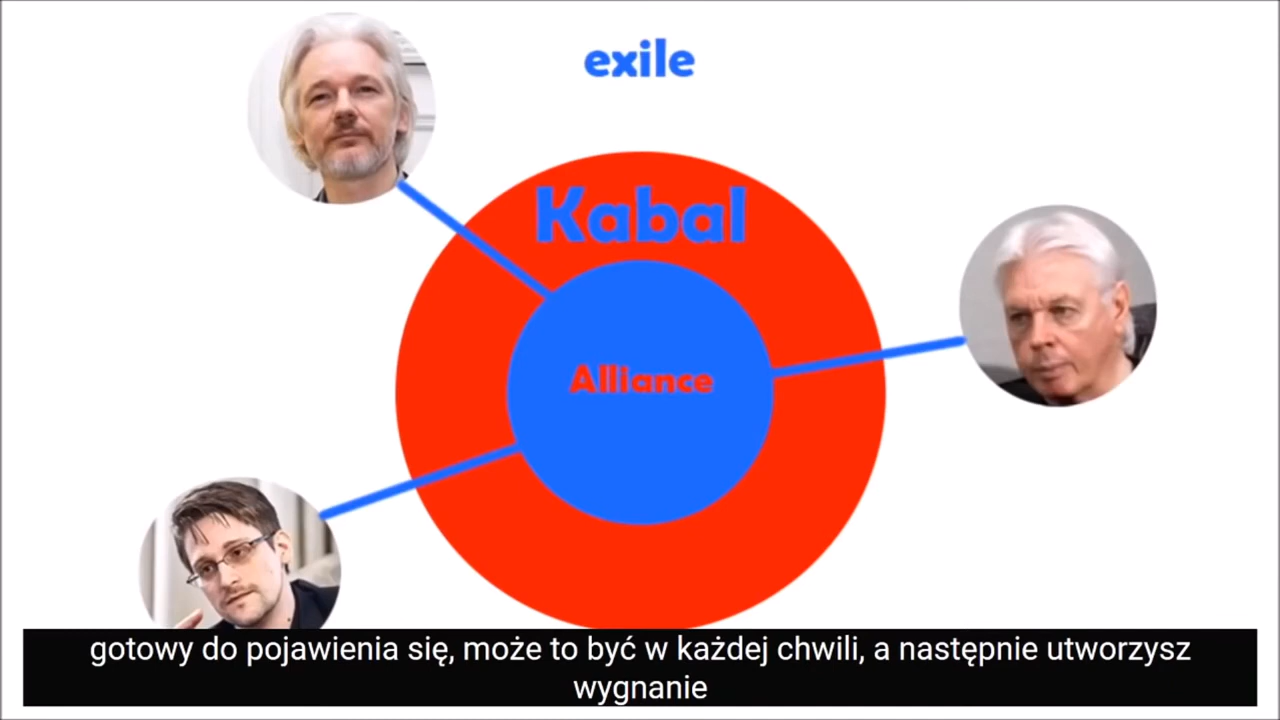 exile
Kabal
Alliance
gotowy do pojawienia się, może to być w każdej chwili, a następnie utworzysz
wygnanie